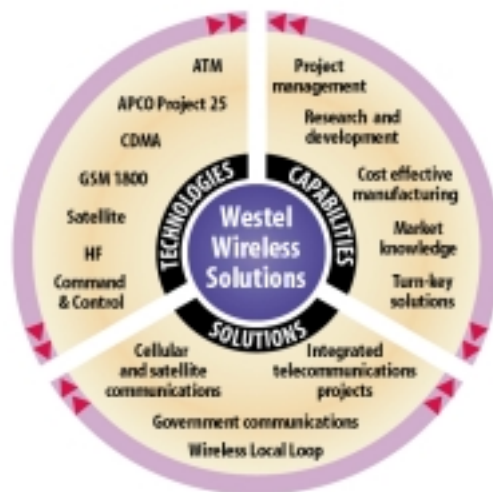 ATM
APCO Project 25
CDMA
GSM 1800
Satellite
HF
Command
& Control
TECHNOLOGIES
Project
management
Research and
development
Cost effective
manufacturing
Market
knowledge
Turn-key
solutions
CAPABILITIES
Westel
Wireless
Solutions
SOLUTIONS
Cellular
and satellite
communications
Integrated
telecommunications
projects
Government communications
Wireless Local Loop